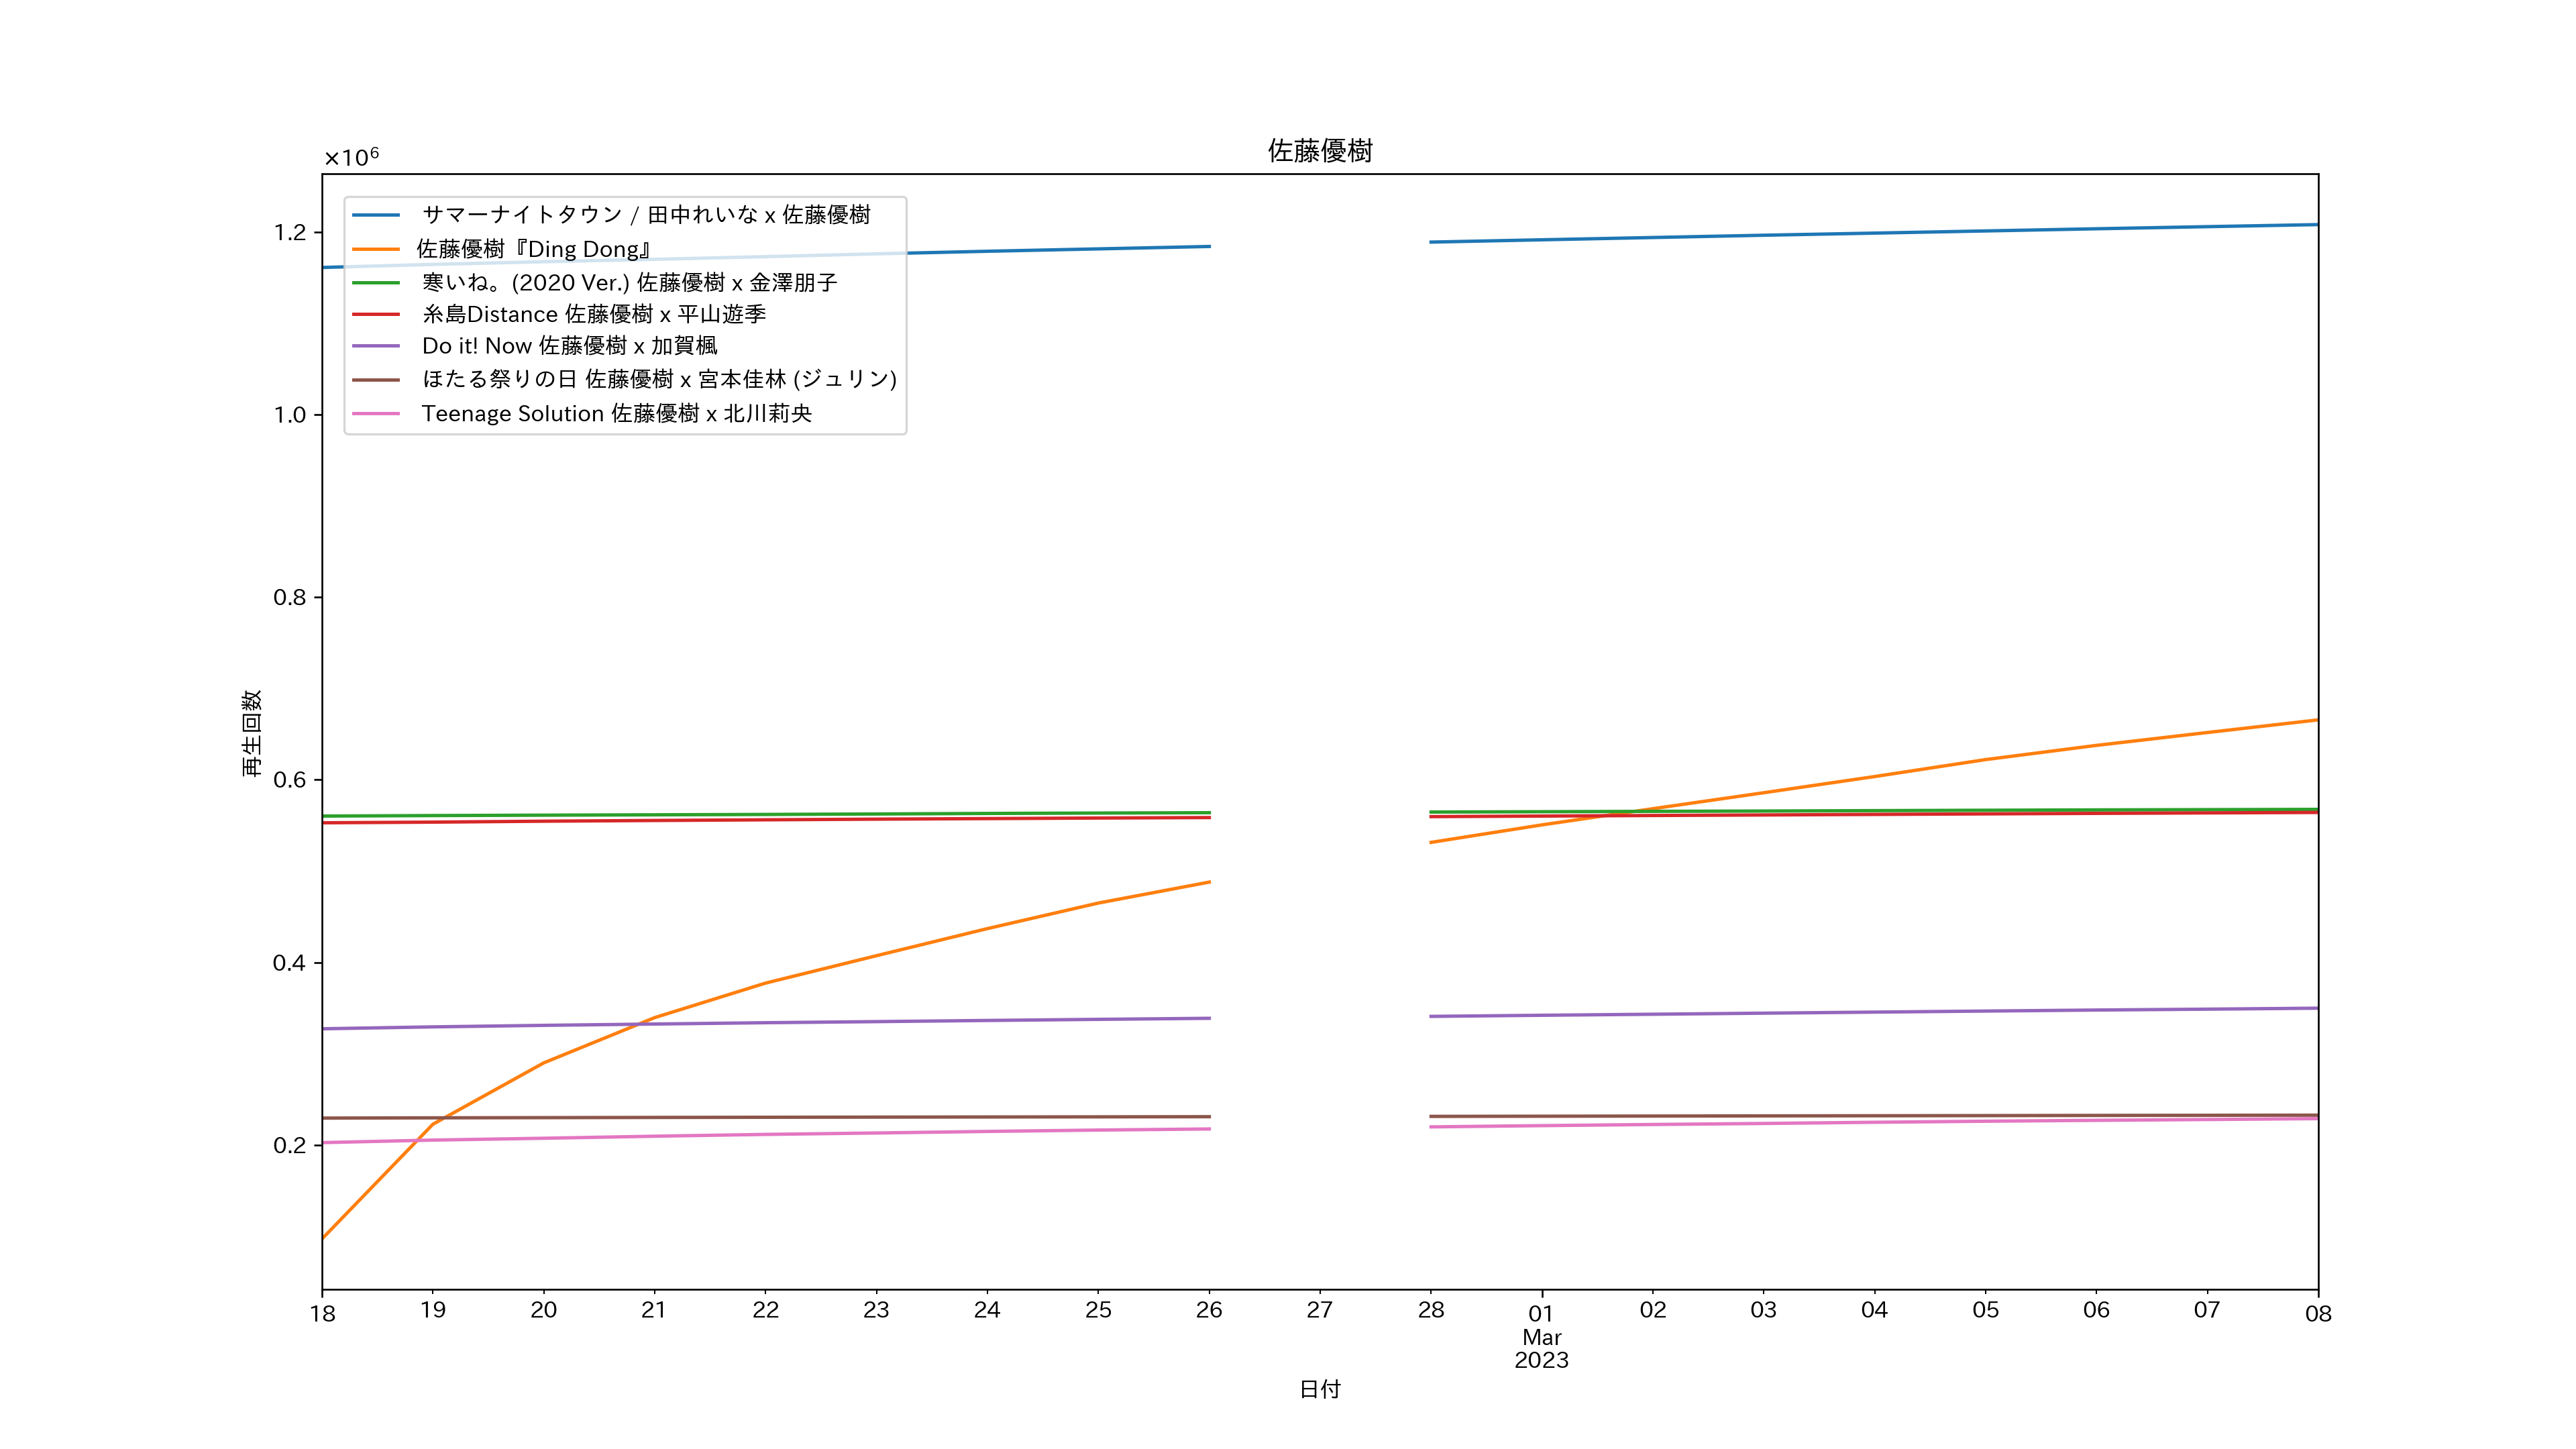 佐藤優樹
×10⁶
サマーナイトタウン / 田中れいな x 佐藤優樹
佐藤優樹『Ding Dong』
寒いね。(2020 Ver.) 佐藤優樹 x 金澤朋子
糸島Distance 佐藤優樹 x 平山遊季
Do it! Now 佐藤優樹 x 加賀楓
ほたる祭りの日 佐藤優樹 x 宮本佳林 (ジュリン)
Teenage Solution 佐藤優樹 x 北川莉央
1.2
1.0
0.8
0.6
0.4
0.2
再生回数
18 19 20 21 22 23 24 25 26 27 28 01 02 03 04 05 06 07 08
Mar
2023
日付